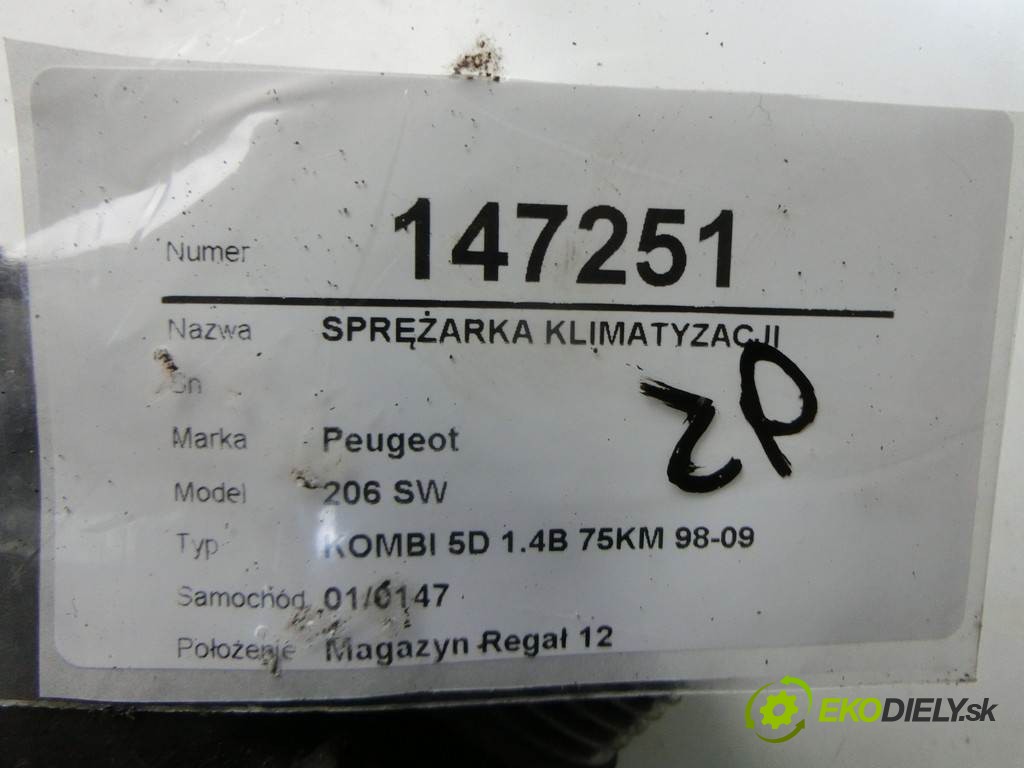 Numer 147251
Nazwa SPRĘŻARKA KLIMATYZACJI
Sn
Marka Peugeot
Model 206 SW
Typ KOMBI 5D 1.4B 75KM 98-09
Samochód 01/0147
Położenie Magazyn Regał 12
EKODIELY.sk